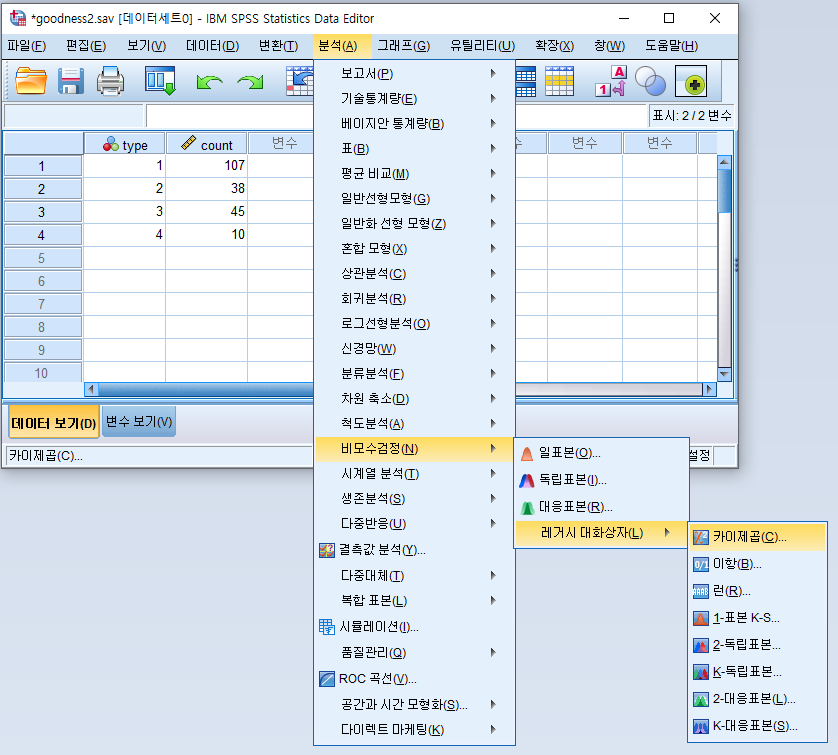 *goodness2.sav [데이터세트0] - IBM SPSS Statistics Data Editor
파일(F) 편집(E) 보기(V) 데이터(D) 변환(T) 분석(A) 그래프(G) 유틸리티(U) 확장(X) 창(W) 도움말(H)
표시: 2 / 2 변수
type count 변수 변수 변수
1 1 107
2 2 38
3 3 45
4 4 10
5
6
7
8
9
10
데이터 보기(D) 변수 보기(V)
카이제곱(C)...
설정
보고서(P)
기술통계량(E)
베이지안 통계량(B)
표(B)
평균 비교(M)
일반선형모형(G)
일반화 선형 모형(Z)
혼합 모형(X)
상관분석(C)
회귀분석(R)
로그선형분석(O)
신경망(W)
분류분석(F)
차원 축소(D)
척도분석(A)
비모수검정(N)
시계열 분석(T)
생존분석(S)
다중반응(U)
결측값 분석(Y)...
다중대체(T)
복합 표본(L)
시뮬레이션(I)...
품질관리(Q)
ROC 곡선(V)...
공간과 시간 모형화(S)...
다이렉트 마케팅(K)
일표본(O)...
독립표본(I)...
대응표본(R)...
레거시 대화상자(L)
카이제곱(C)...
이항(B)...
런(R)...
1-표본 K-S...
2-독립표본...
K-독립표본...
2-대응표본(L)...
K-대응표본(S)...